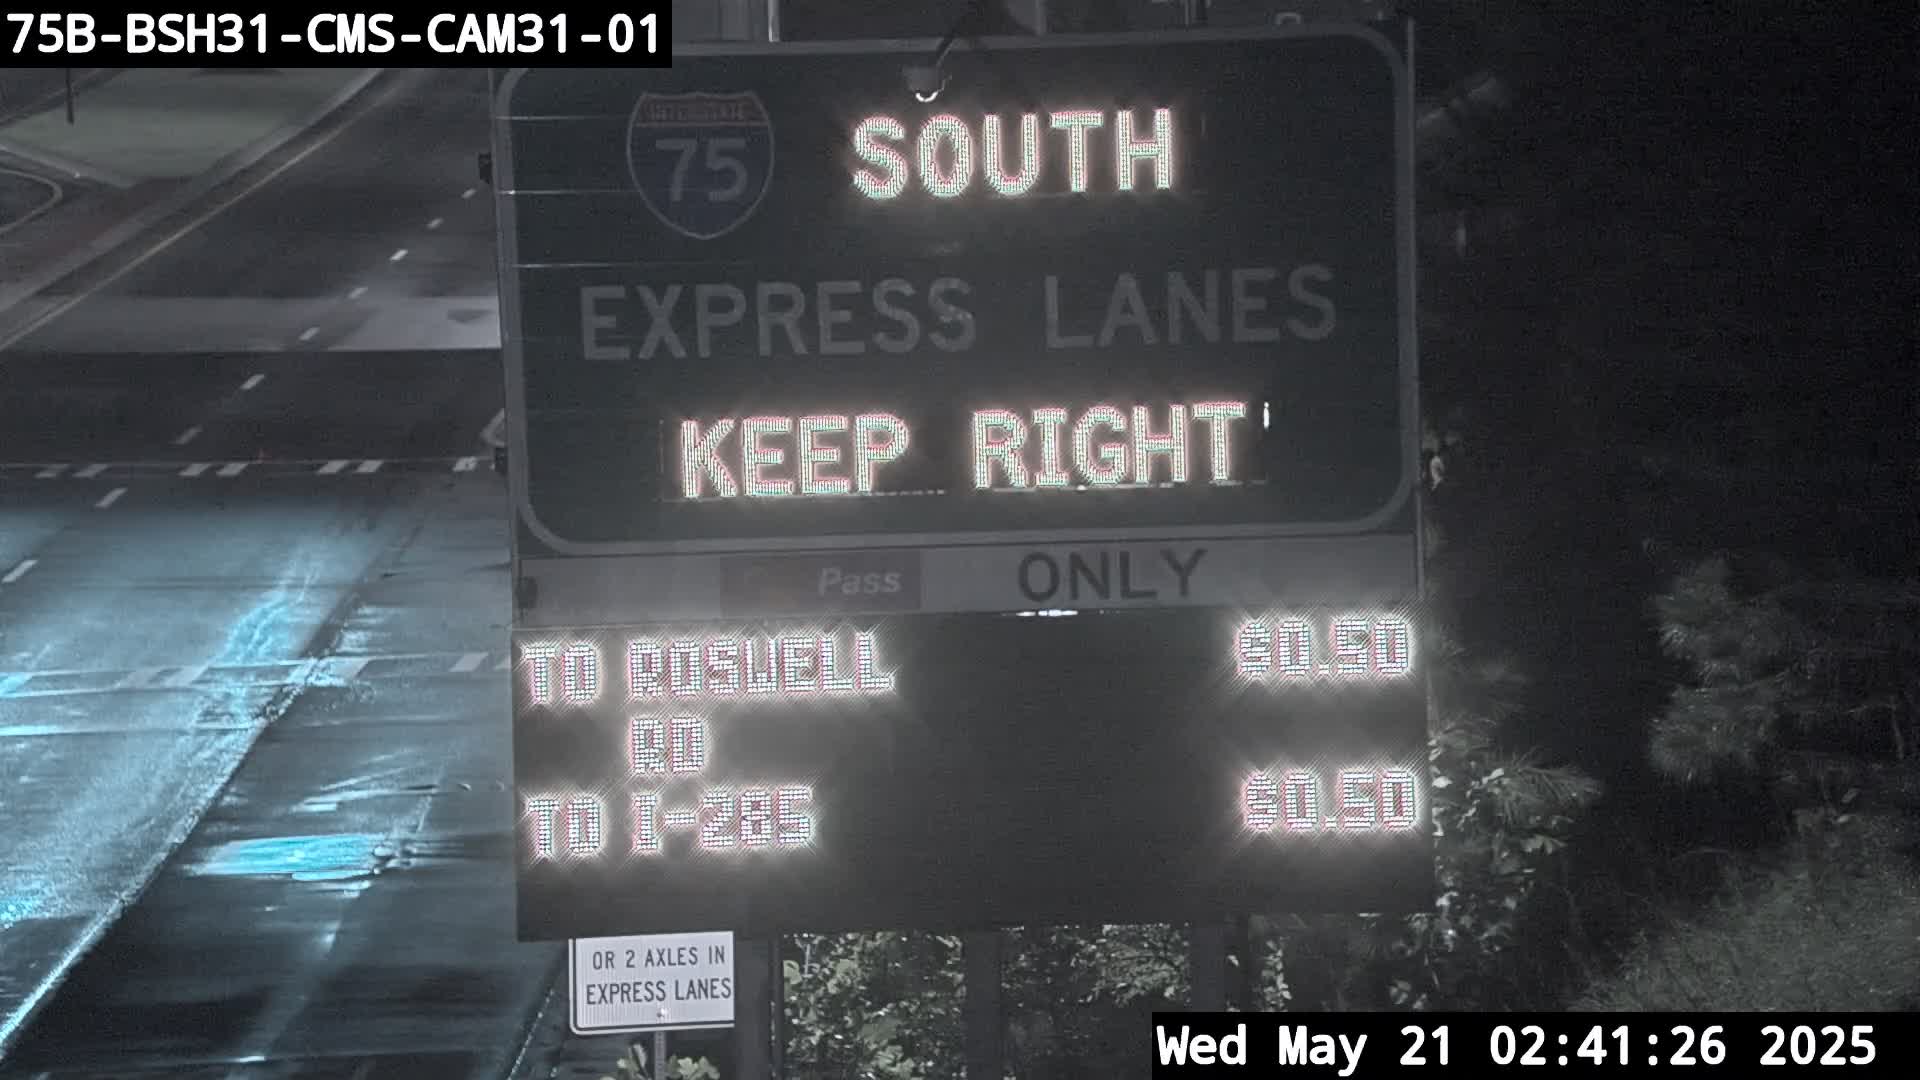 75B-BSH31-CMS-CAM31-01
INTERSTATE
75
SOUTH
EXPRESS LANES
KEEP RIGHT
Pass ONLY
TO ROSWELL $0.50
RD
TO I-285 $0.50
OR 2 AXLES IN
EXPRESS LANES
Wed May 21 02:41:26 2025